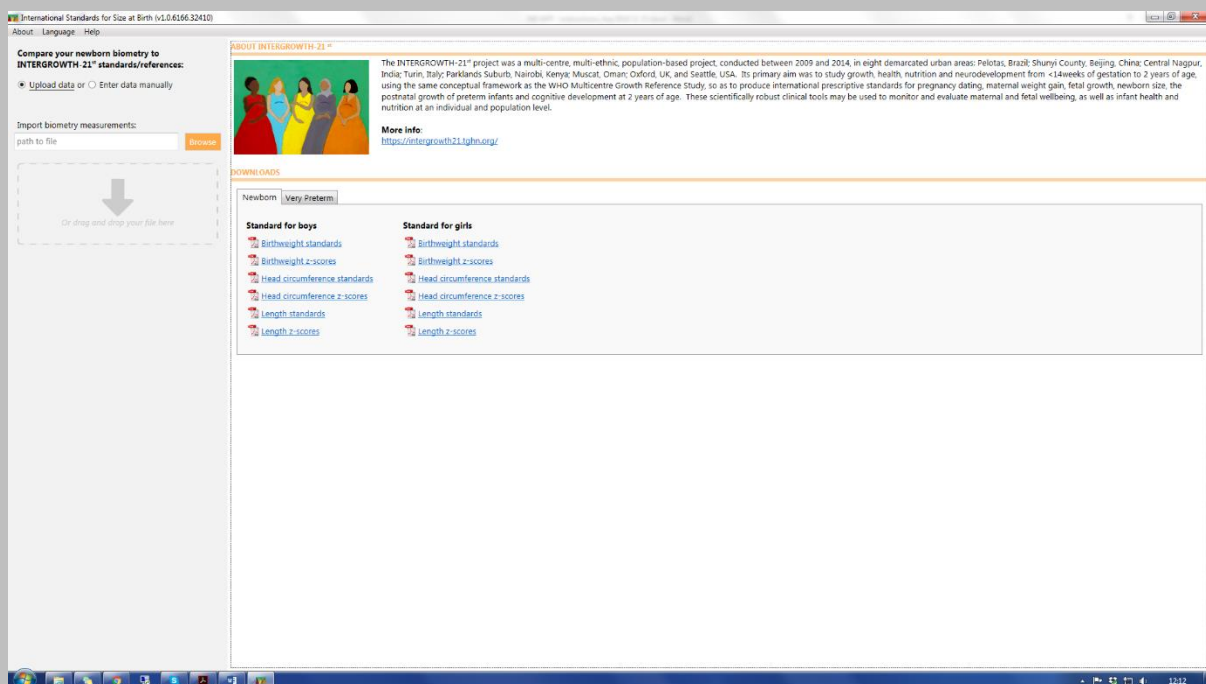 International Standards for Size at Birth (v1.0.6166.32410)
About Language Help
Compare your newborn biometry to
INTERGROWTH-21st standards/references:
Upload data or Enter data manually
Import biometry measurements:
path to file Browse
Or drag and drop your file here
ABOUT INTERGROWTH-21st
The INTERGROWTH-21st project was a multi-centre, multi-ethnic, population-based project, conducted between 2009 and 2014, in eight demarcated urban areas: Pelotas, Brazil; Shunyi County, Beijing, China; Central Nagpur,
India; Turin, Italy; Parklands Suburb, Nairobi, Kenya; Muscat, Oman; Oxford, UK, and Seattle, USA. Its primary aim was to study growth, health, nutrition and neurodevelopment from <14weeks of gestation to 2 years of age,
using the same conceptual framework as the WHO Multicentre Growth Reference Study, so as to produce international prescriptive standards for pregnancy dating, maternal weight gain, fetal growth, newborn size, the
postnatal growth of preterm infants and cognitive development at 2 years of age. These scientifically robust clinical tools may be used to monitor and evaluate maternal and fetal wellbeing, as well as infant health and
nutrition at an individual and population level.
More info:
https://intergrowth21.tghn.org/
DOWNLOADS
Newborn Very Preterm
Standard for boys
Birthweight standards
Birthweight z-scores
Head circumference standards
Head circumference z-scores
Length standards
Length z-scores
Standard for girls
Birthweight standards
Birthweight z-scores
Head circumference standards
Head circumference z-scores
Length standards
Length z-scores
12:12